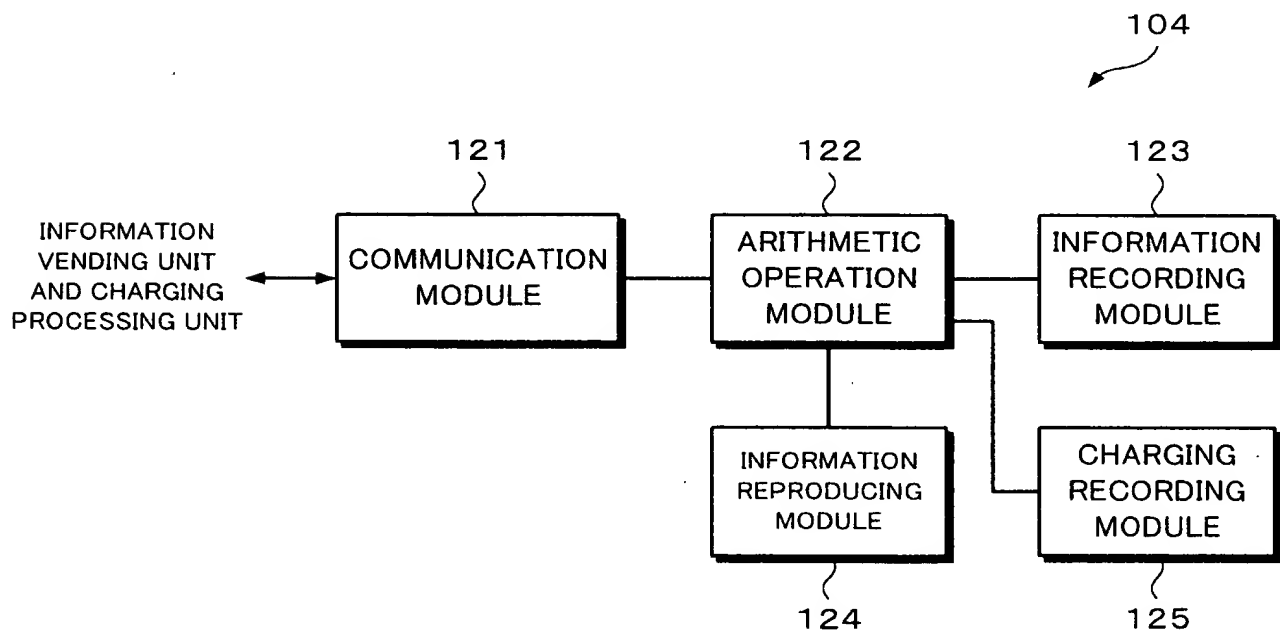 104
121
122
123
INFORMATION
VENDING UNIT
AND CHARGING
PROCESSING UNIT
COMMUNICATION
MODULE
ARITHMETIC
OPERATION
MODULE
INFORMATION
RECORDING
MODULE
INFORMATION
REPRODUCING
MODULE
CHARGING
RECORDING
MODULE
124
125